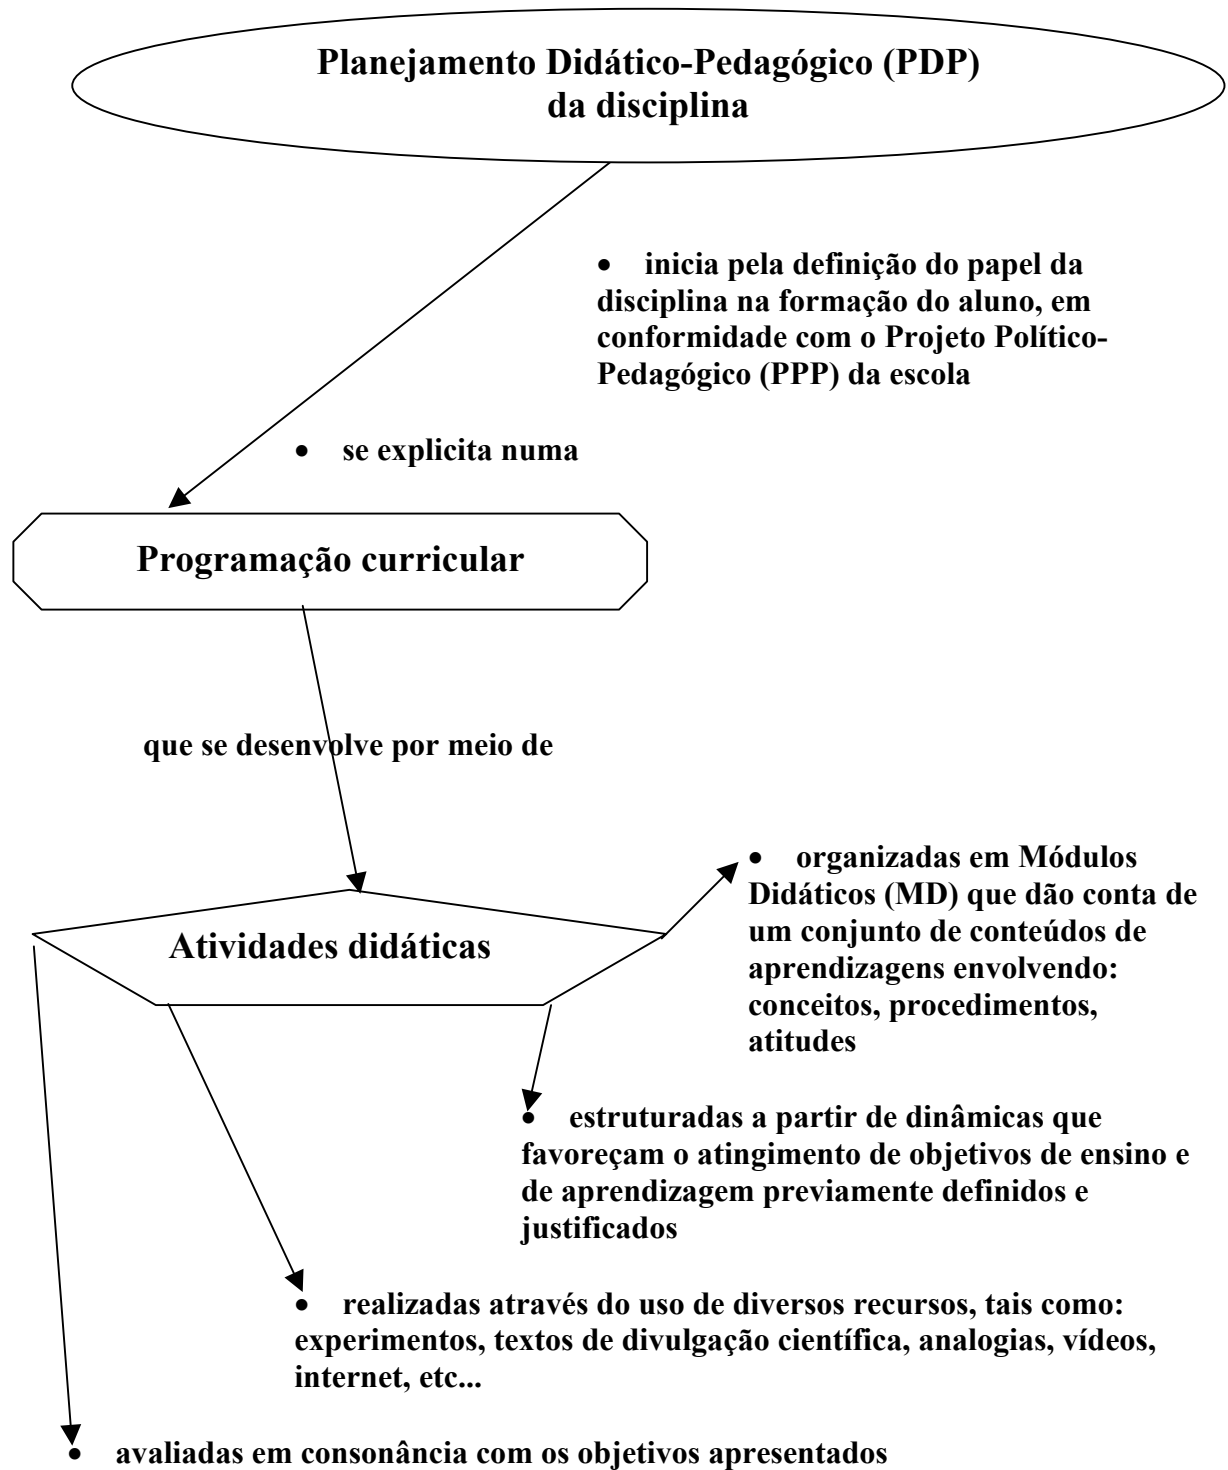 Planejamento Didático-Pedagógico (PDP)
da disciplina
• inicia pela definição do papel da
disciplina na formação do aluno, em
conformidade com o Projeto Político-
Pedagógico (PPP) da escola
• se explicita numa
Programação curricular
que se desenvolve por meio de
Atividades didáticas
• organizadas em Módulos
Didáticos (MD) que dão conta de
um conjunto de conteúdos de
aprendizagens envolvendo:
conceitos, procedimentos,
atitudes
• estruturadas a partir de dinâmicas que
favoreçam o atingimento de objetivos de ensino e
de aprendizagem previamente definidos e
justificados
• realizadas através do uso de diversos recursos, tais como:
experimentos, textos de divulgação científica, analogias, vídeos,
internet, etc...
• avaliadas em consonância com os objetivos apresentados